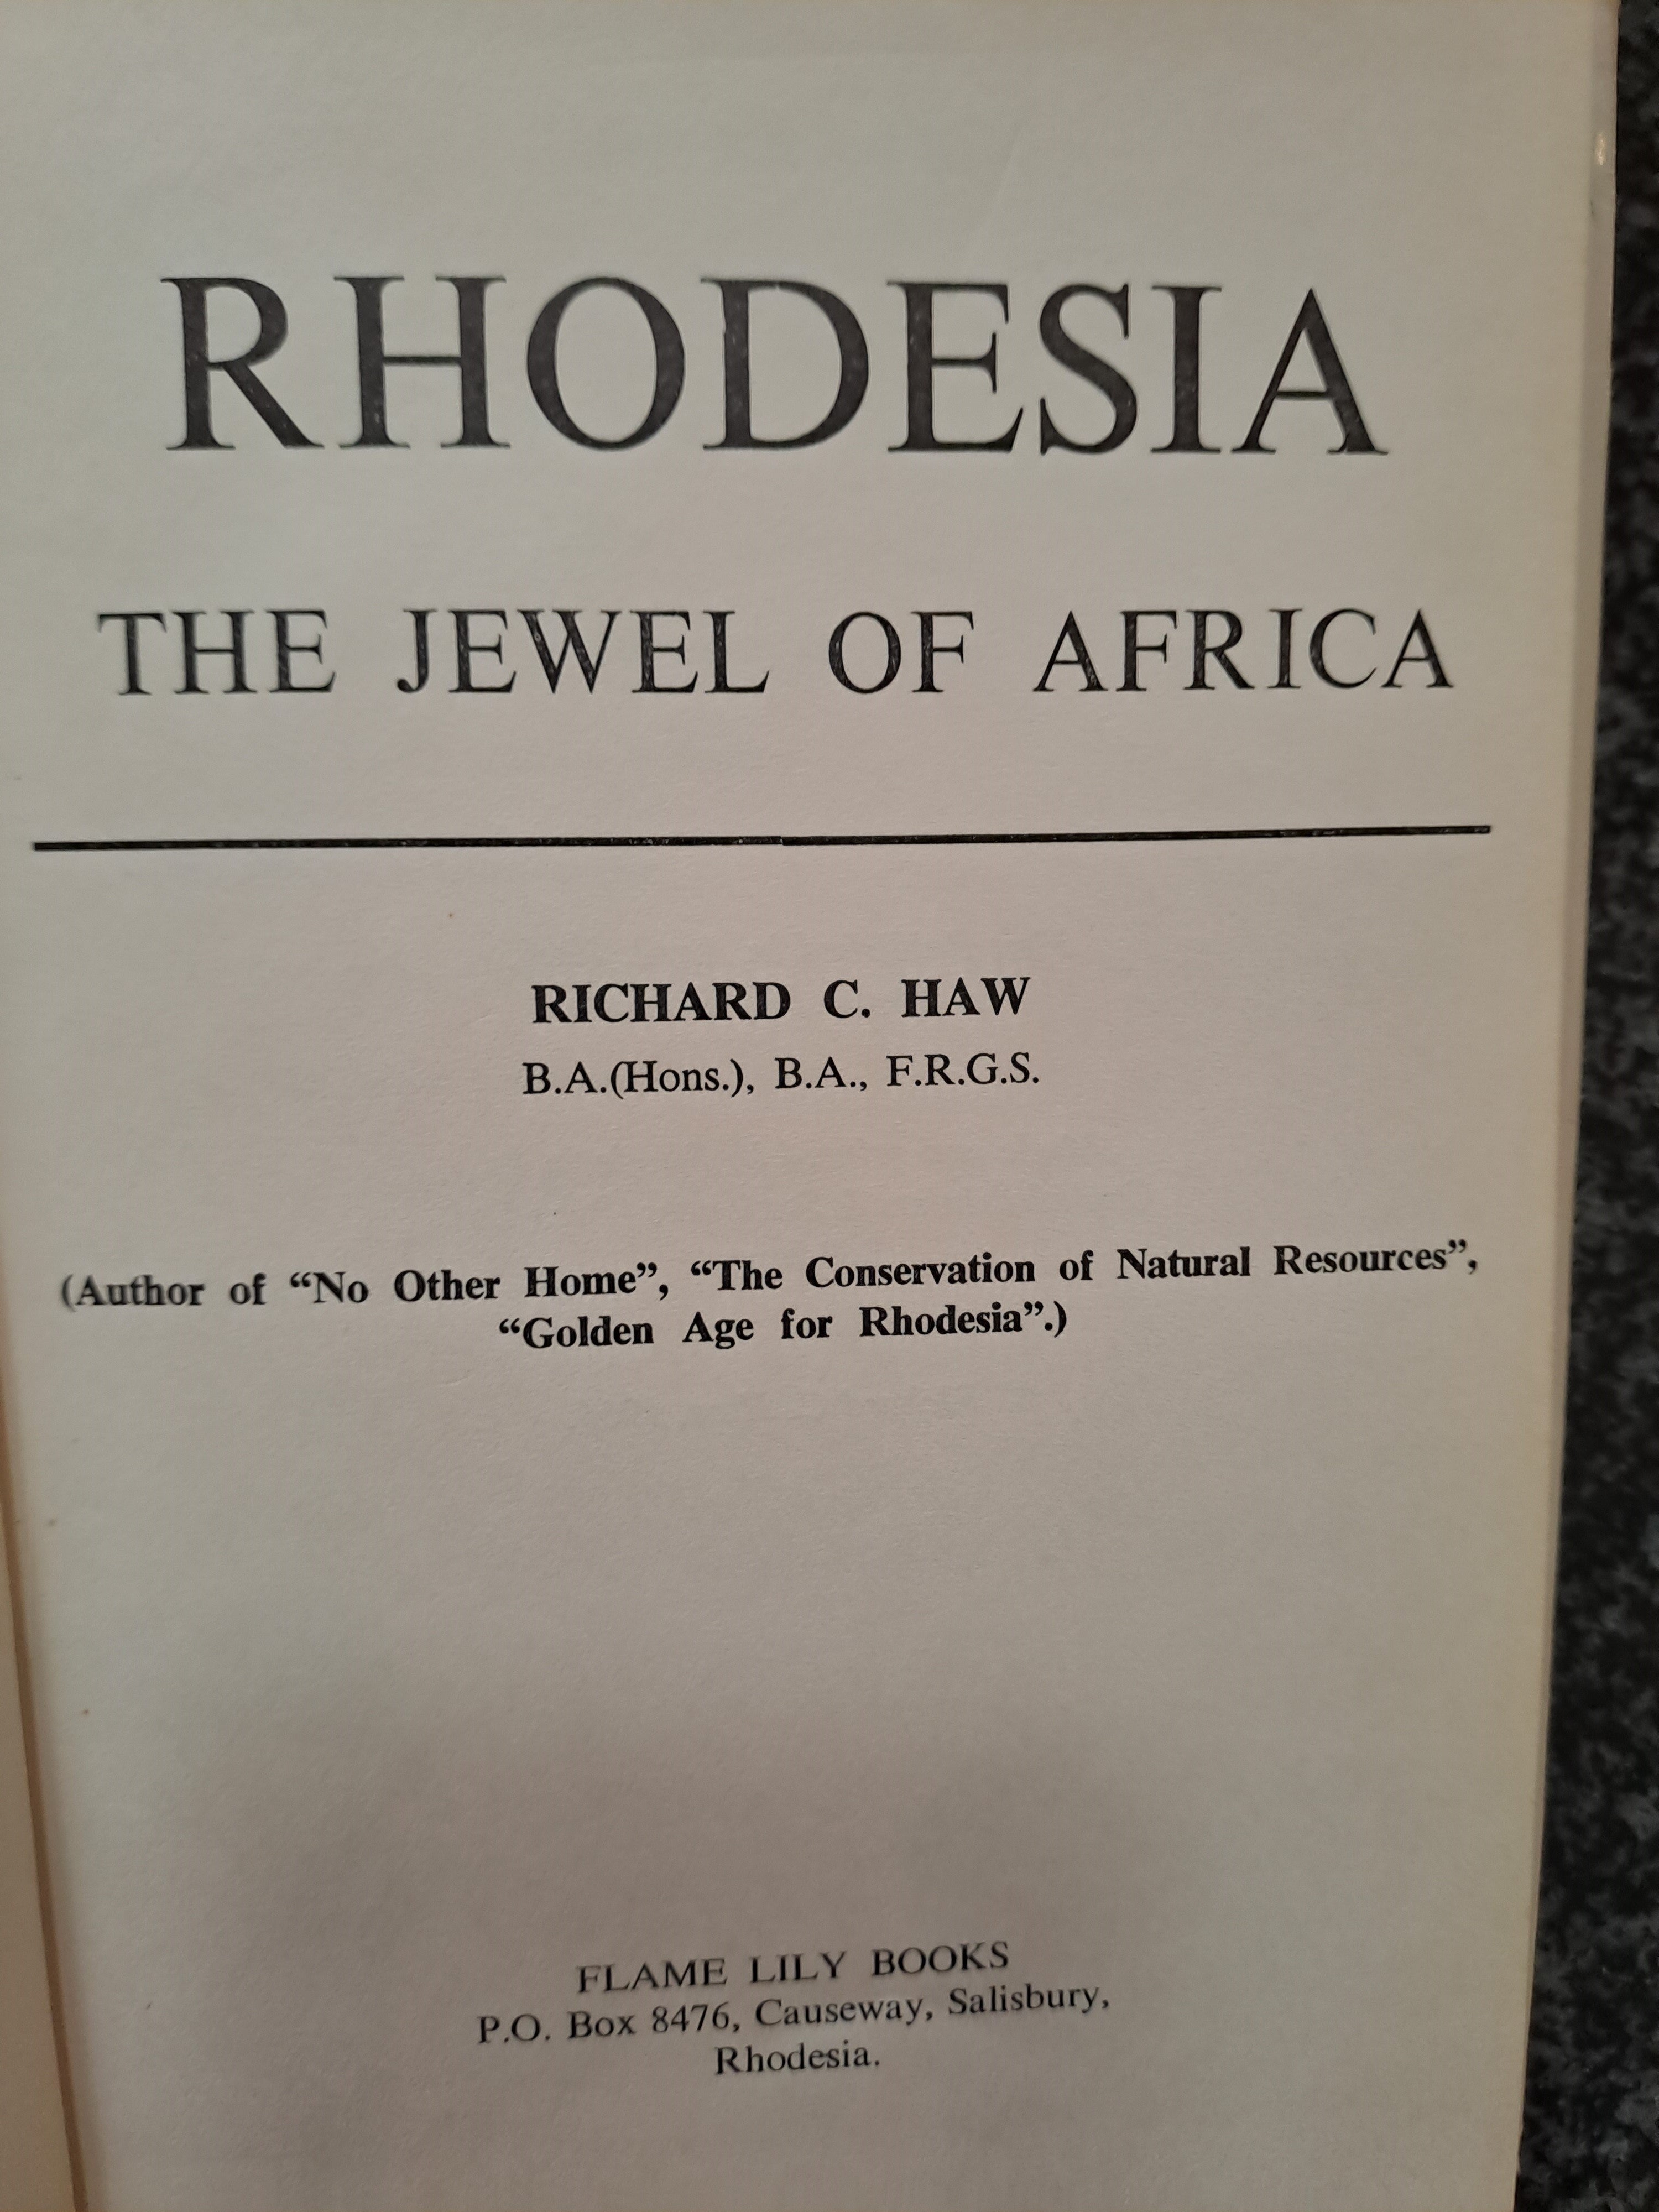 RHODESIA
THE JEWEL OF AFRICA
RICHARD C. HAW
B.A.(Hons.), B.A., F.R.G.S.
(Author of “No Other Home”, “The Conservation of Natural Resources”,
“Golden Age for Rhodesia”.)
FLAME LILY BOOKS
P.O. Box 8476, Causeway, Salisbury,
Rhodesia.